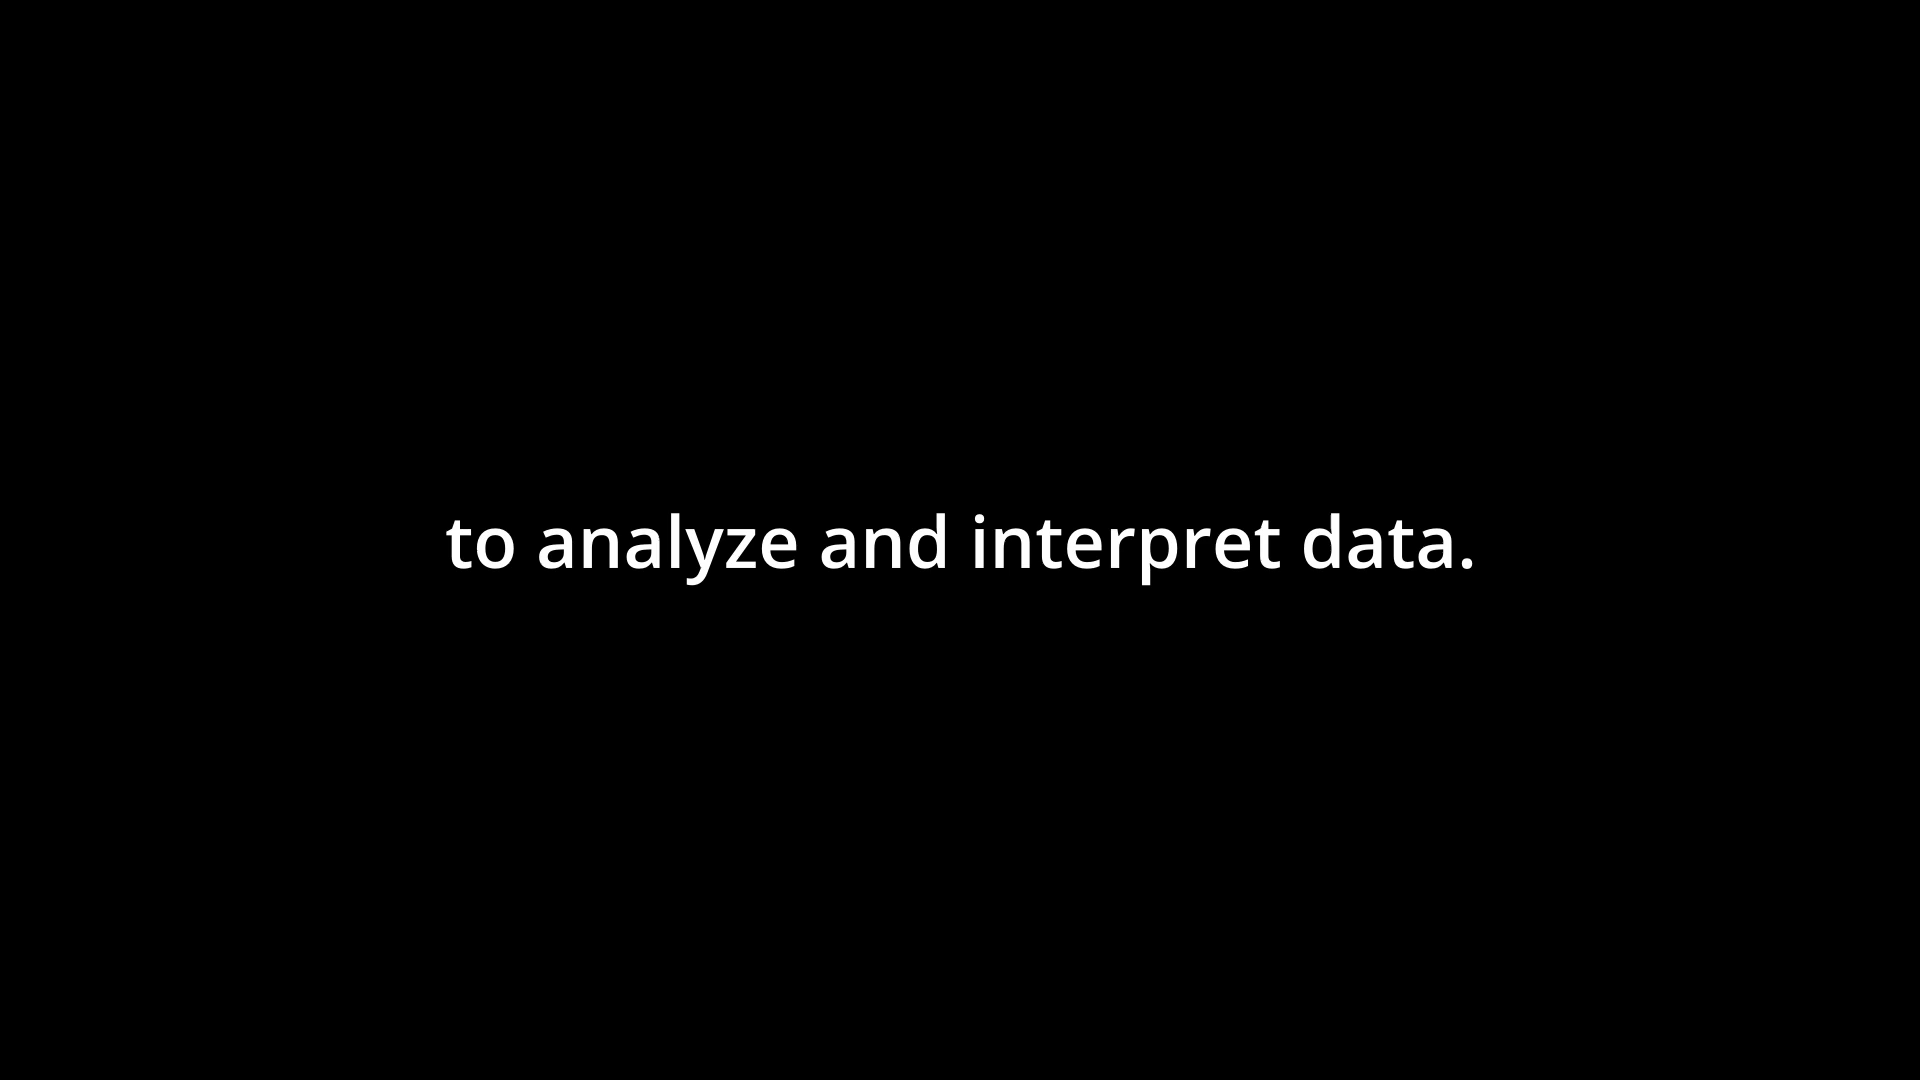 to analyze and interpret data.